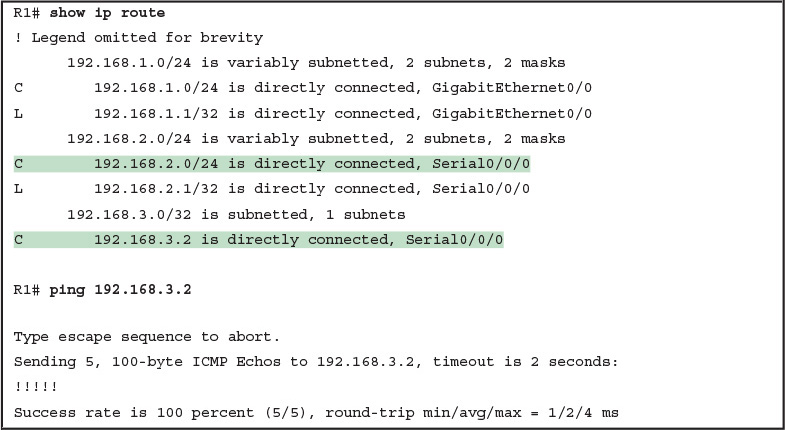 R1# show ip route
! Legend omitted for brevity
192.168.1.0/24 is variably subnetted, 2 subnets, 2 masks
C 192.168.1.0/24 is directly connected, GigabitEthernet0/0
L 192.168.1.1/32 is directly connected, GigabitEthernet0/0
192.168.2.0/24 is variably subnetted, 2 subnets, 2 masks
C 192.168.2.0/24 is directly connected, Serial0/0/0
L 192.168.2.1/32 is directly connected, Serial0/0/0
192.168.3.0/32 is subnetted, 1 subnets
C 192.168.3.2 is directly connected, Serial0/0/0
R1# ping 192.168.3.2
Type escape sequence to abort.
Sending 5, 100-byte ICMP Echos to 192.168.3.2, timeout is 2 seconds:
!!!!!
Success rate is 100 percent (5/5), round-trip min/avg/max = 1/2/4 ms